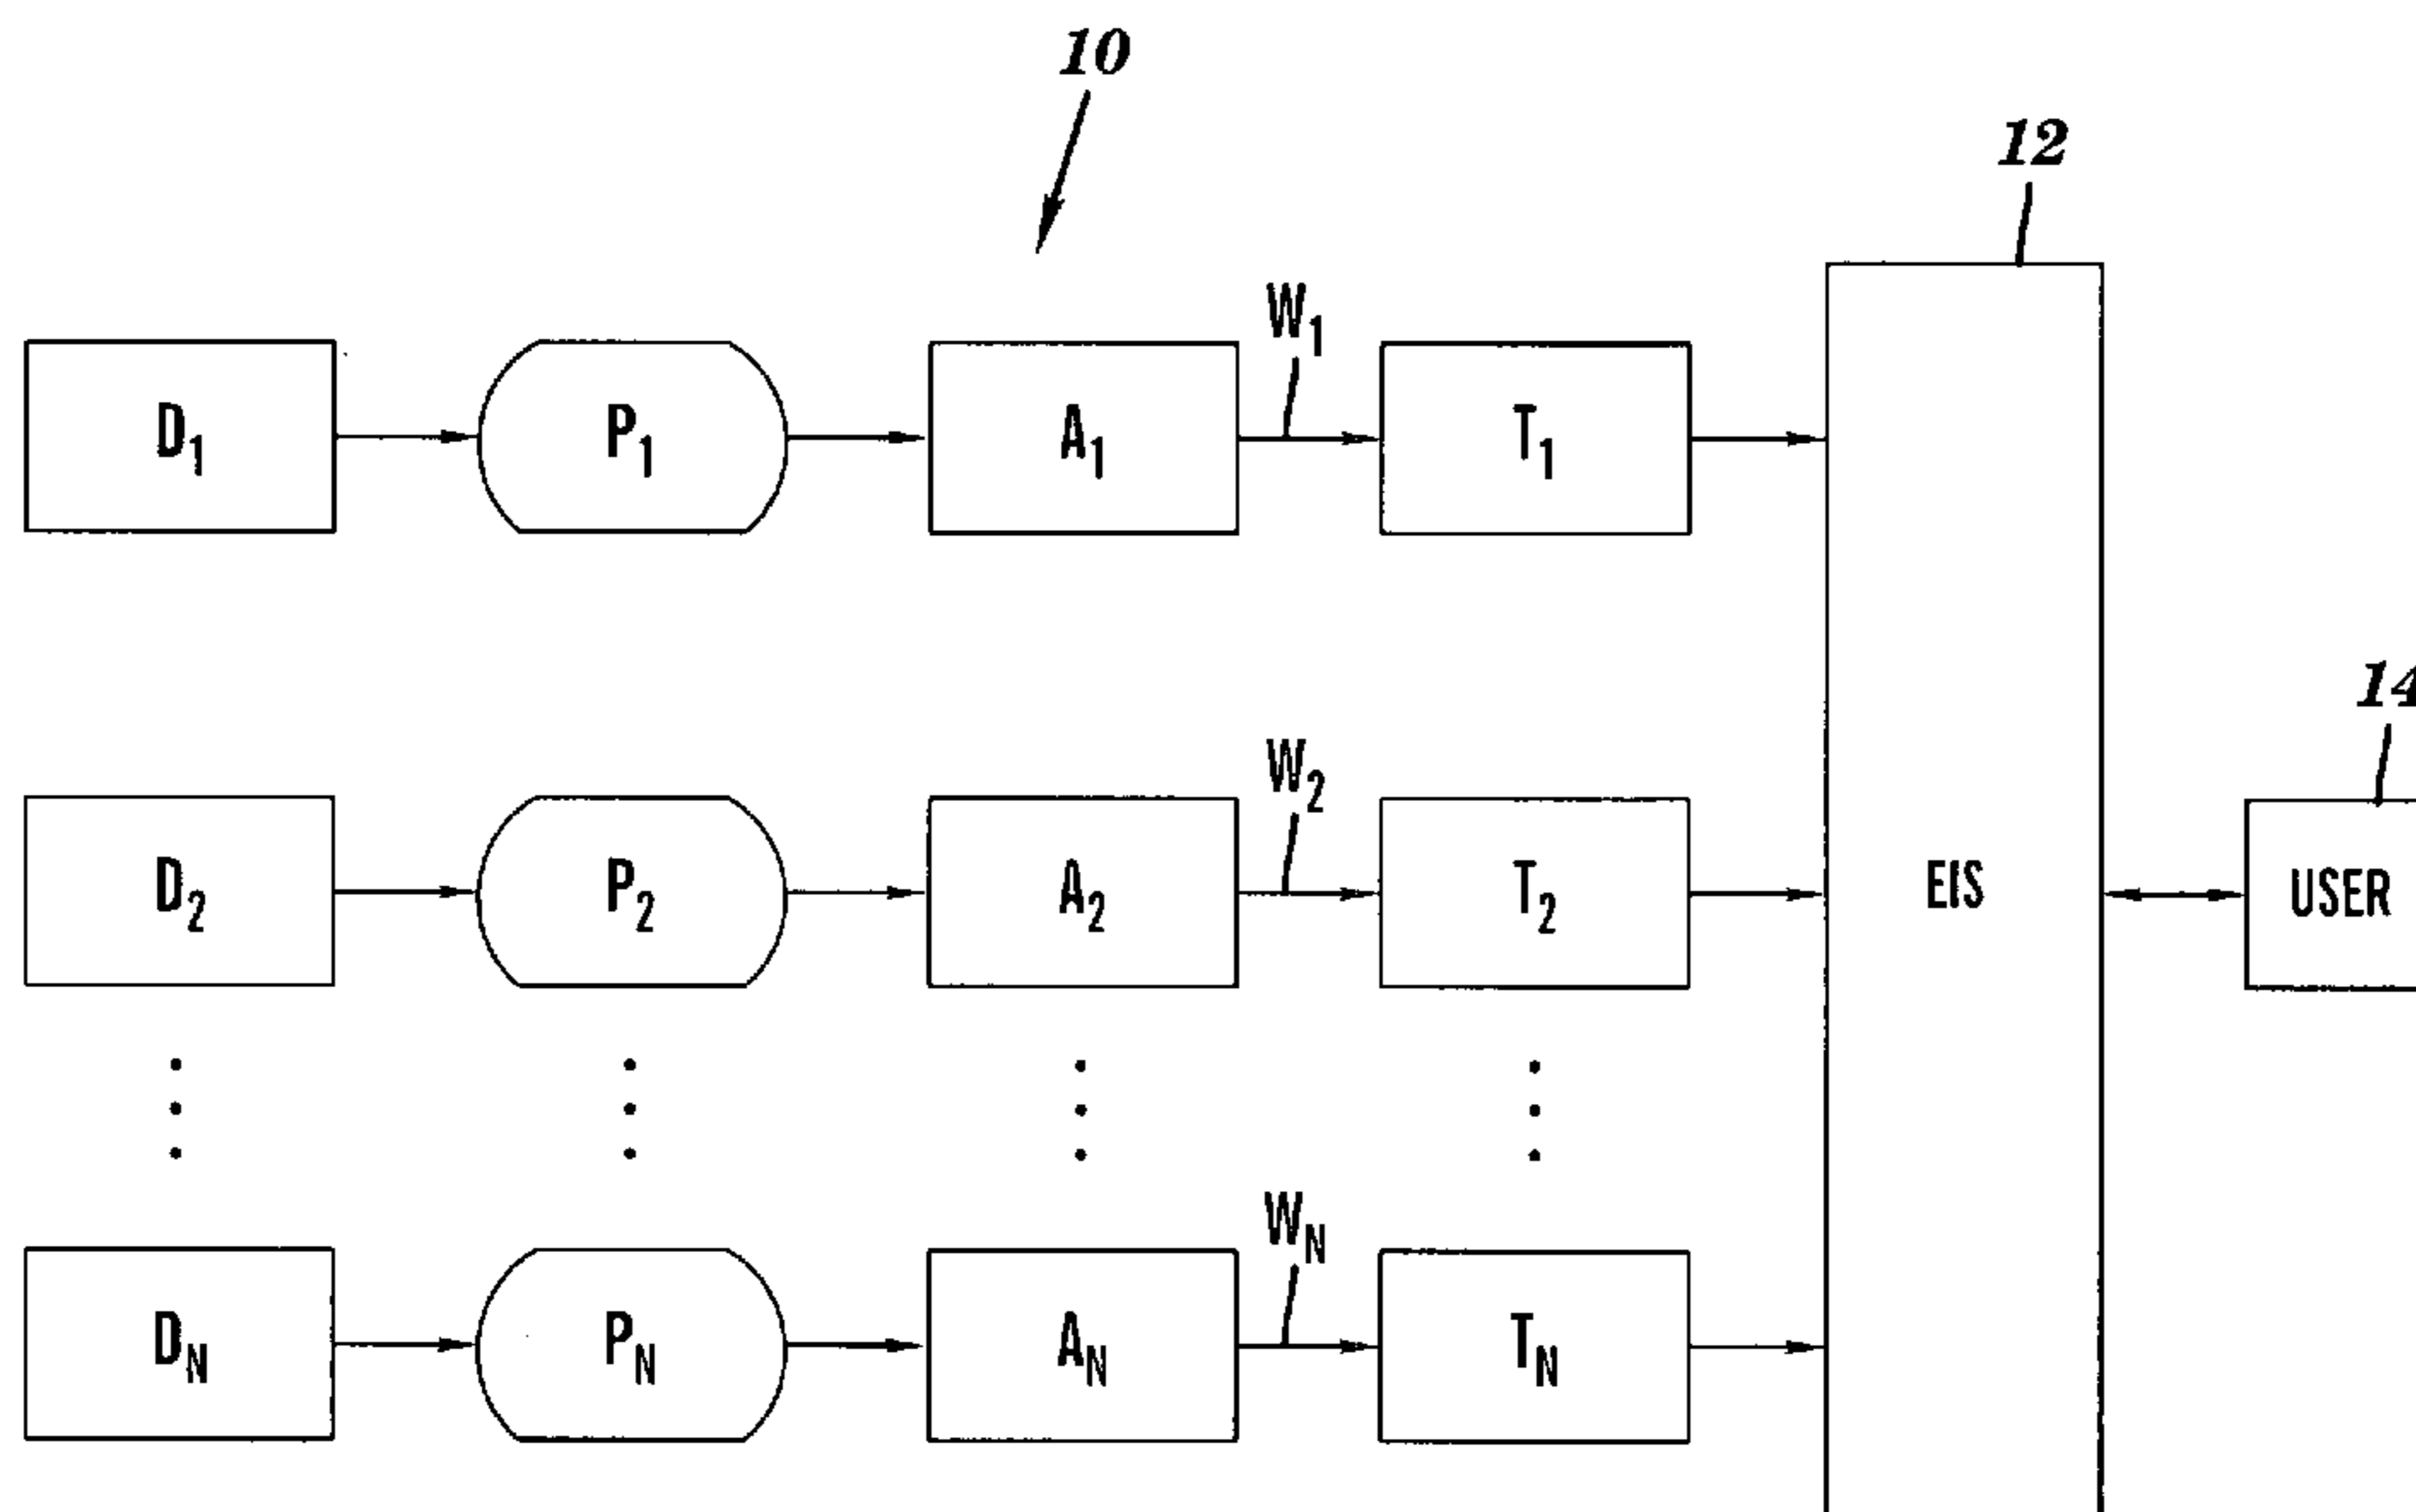 10
12
W1
D1 P1 A1 T1
14
W2
D2 P2 A2 T2 EIS USER
WN
DN PN AN TN